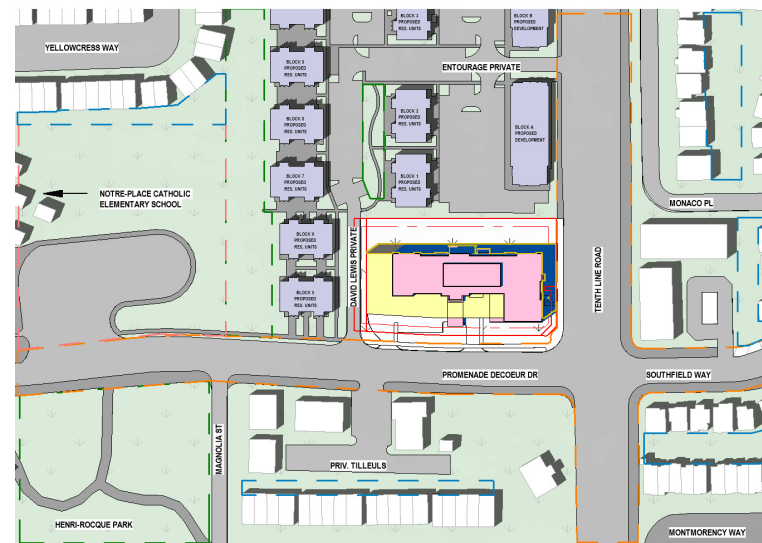 BLOCK 3
PROPOSED
RES. UNITS
BLOCK B
PROPOSED
DEVELOPMENT
YELLOWCRESS WAY
BLOCK 9
PROPOSED
RES. UNITS
ENTOURAGE PRIVATE
BLOCK 8
PROPOSED
RES. UNITS
BLOCK 2
PROPOSED
RES. UNITS
BLOCK A
PROPOSED
DEVELOPMENT
BLOCK 7
PROPOSED
RES. UNITS
BLOCK 1
PROPOSED
RES. UNITS
NOTRE-PLACE CATHOLIC
ELEMENTARY SCHOOL
MONACO PL
BLOCK 6
PROPOSED
RES. UNITS
DAVID LEWIS PRIVATE
TENTH LINE ROAD
BLOCK 5
PROPOSED
RES. UNITS
PROMENADE DECOEUR DR
SOUTHFIELD WAY
MAGNOLIA ST
PRIV. TILLEULS
HENRI-ROCQUE PARK
MONTMORENCY WAY